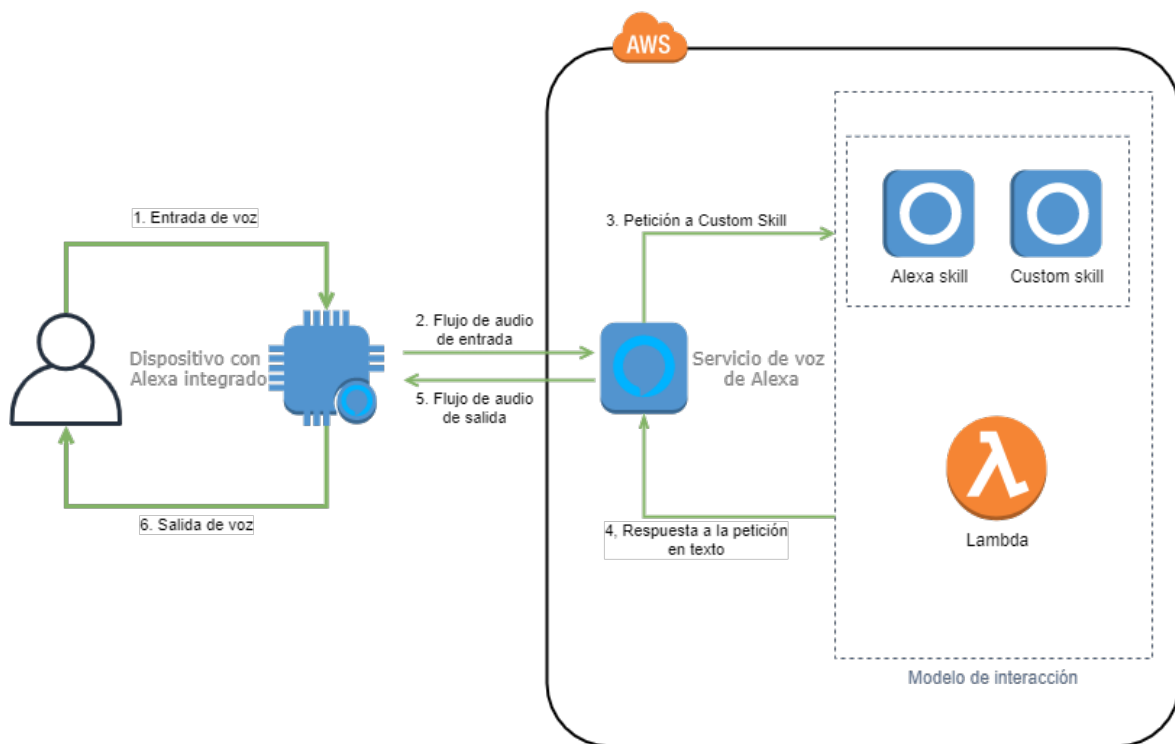 AWS
1. Entrada de voz
3. Petición a Custom Skill
Alexa skill
Custom skill
2. Flujo de audio
de entrada
Dispositivo con
Alexa integrado
Servicio de voz
de Alexa
5. Flujo de audio
de salida
6. Salida de voz
4, Respuesta a la petición
en texto
Lambda
Modelo de interacción